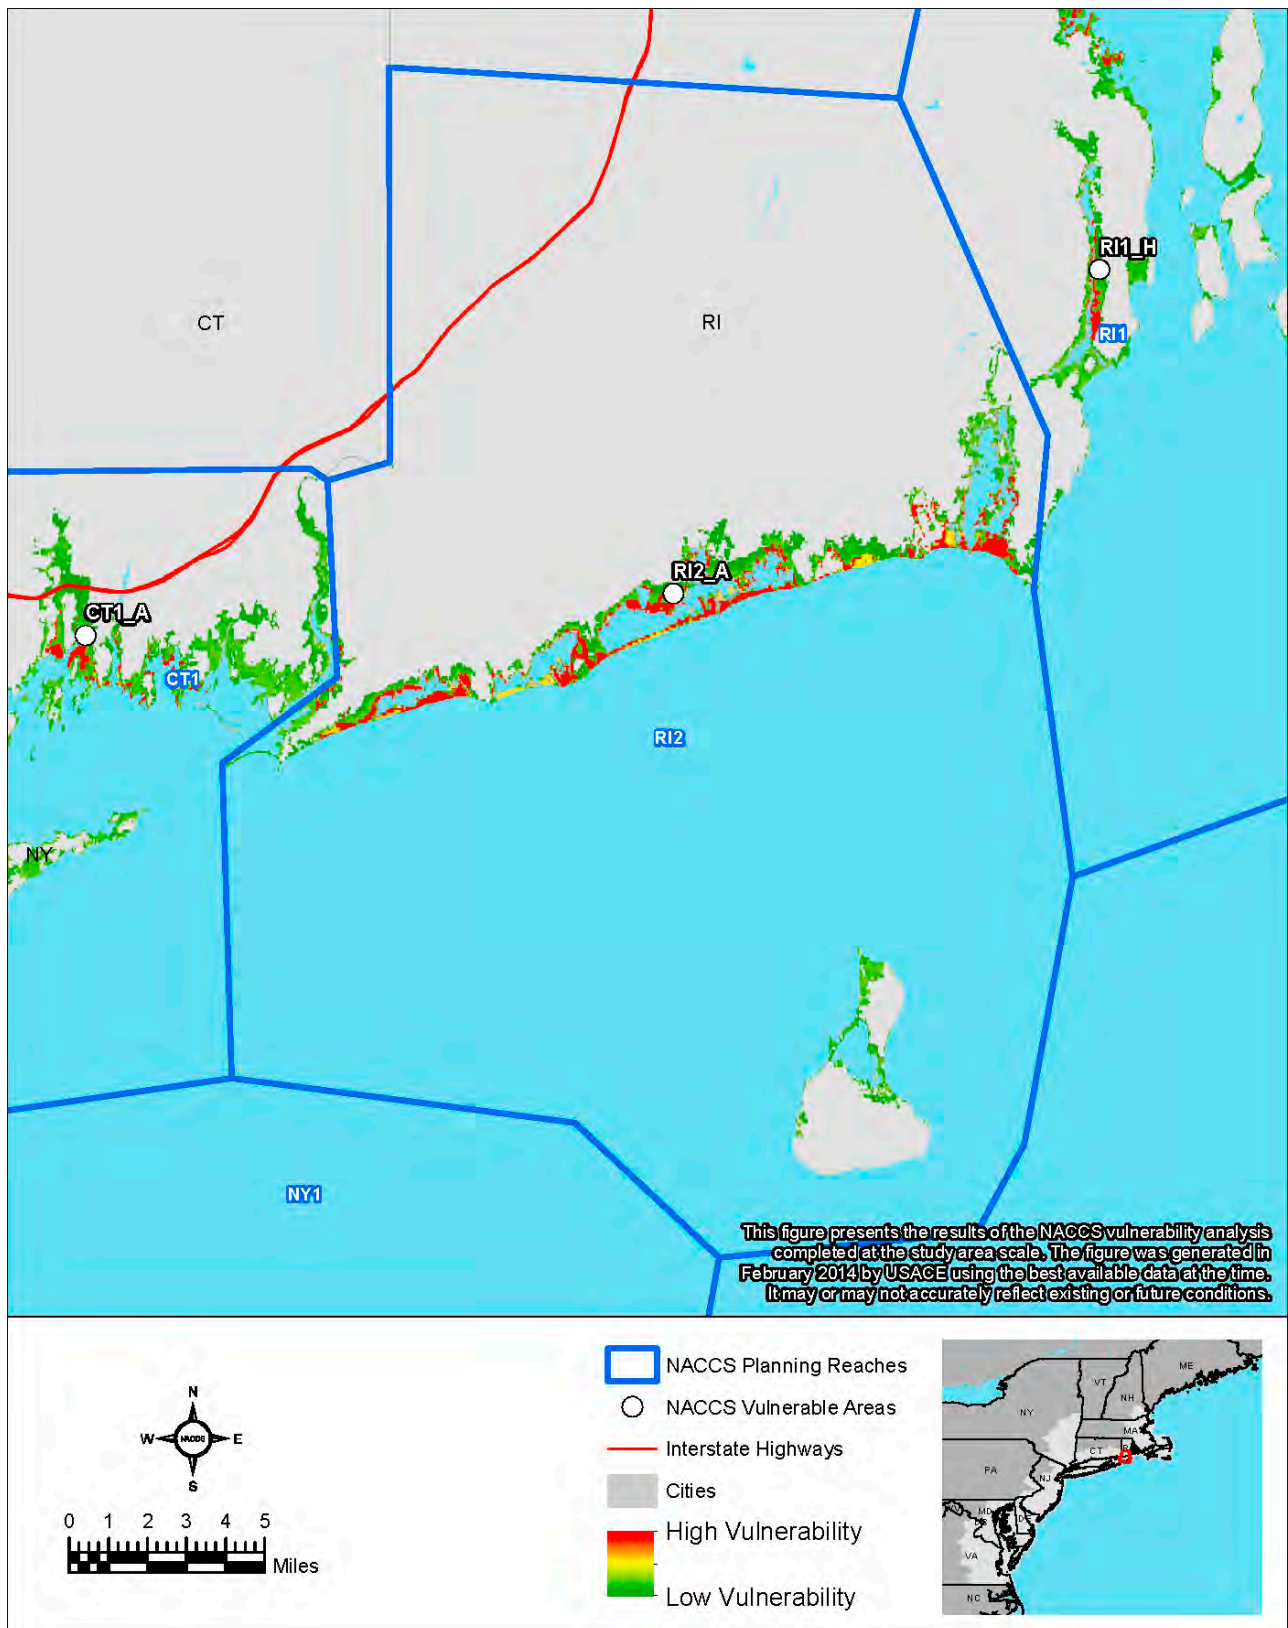 RI1_H
CT
RI
RI1
RI2_A
CT1_A
CT1
RI2
NY
NY1
This figure presents the results of the NACCS vulnerability analysis
completed at the study area scale. The figure was generated in
February 2014 by USACE using the best available data at the time.
It may or may not accurately reflect existing or future conditions.
N
W NACCS E
S
0 1 2 3 4 5
Miles
NACCS Planning Reaches
NACCS Vulnerable Areas
Interstate Highways
Cities
High Vulnerability
Low Vulnerability
ME
VT
NH
NY
MA
CT
PA
NJ
MD
VA
NC